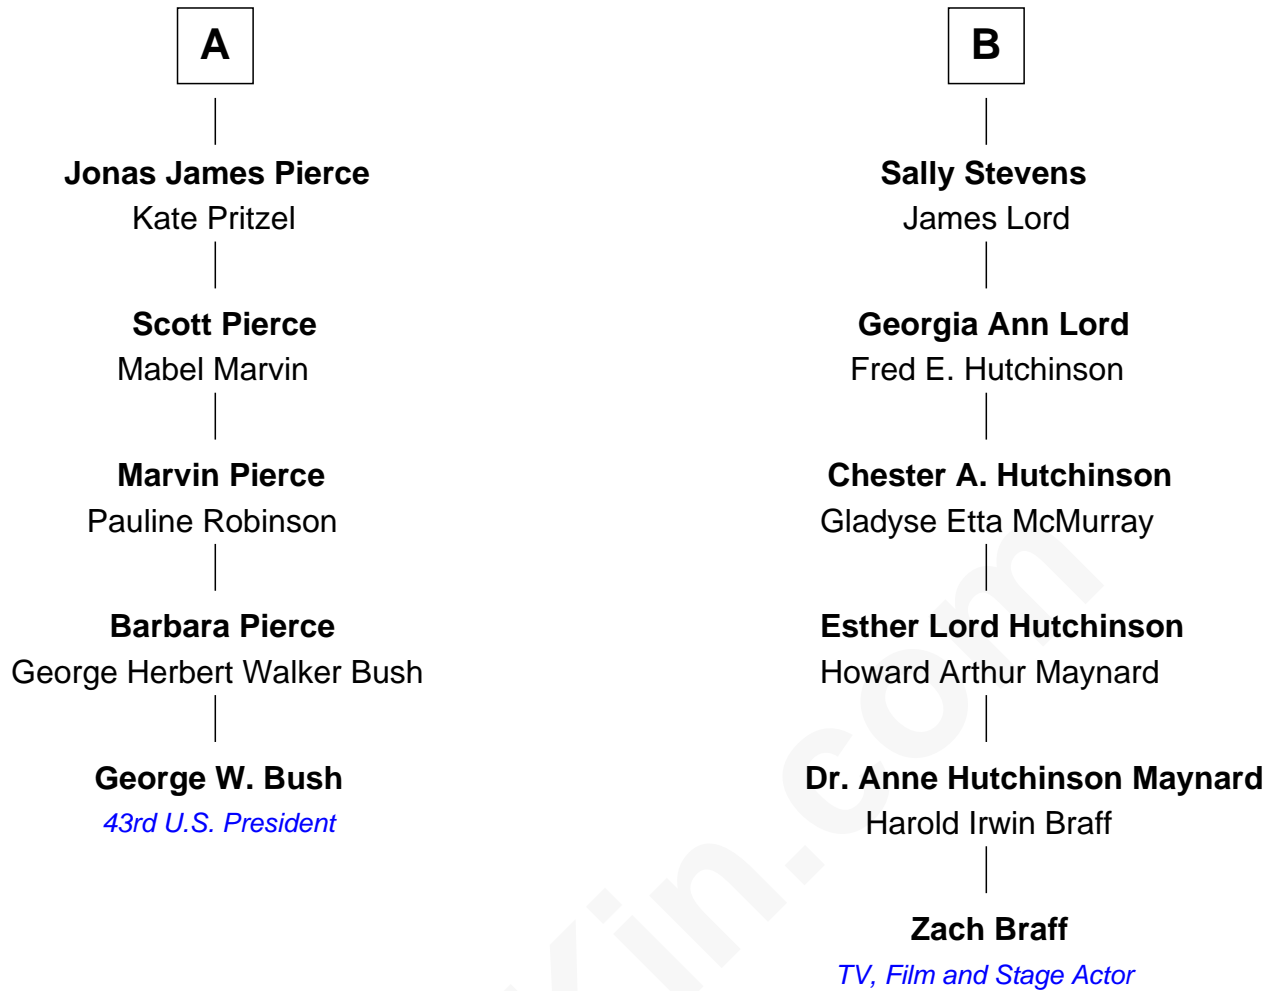 A
Jonas James Pierce
Kate Pritzel
Scott Pierce
Mabel Marvin
Marvin Pierce
Pauline Robinson
Barbara Pierce
George Herbert Walker Bush
George W. Bush
43rd U.S. President
B
Sally Stevens
James Lord
Georgia Ann Lord
Fred E. Hutchinson
Chester A. Hutchinson
Gladyse Etta McMurray
Esther Lord Hutchinson
Howard Arthur Maynard
Dr. Anne Hutchinson Maynard
Harold Irwin Braff
Zach Braff
TV, Film and Stage Actor
Kin.com